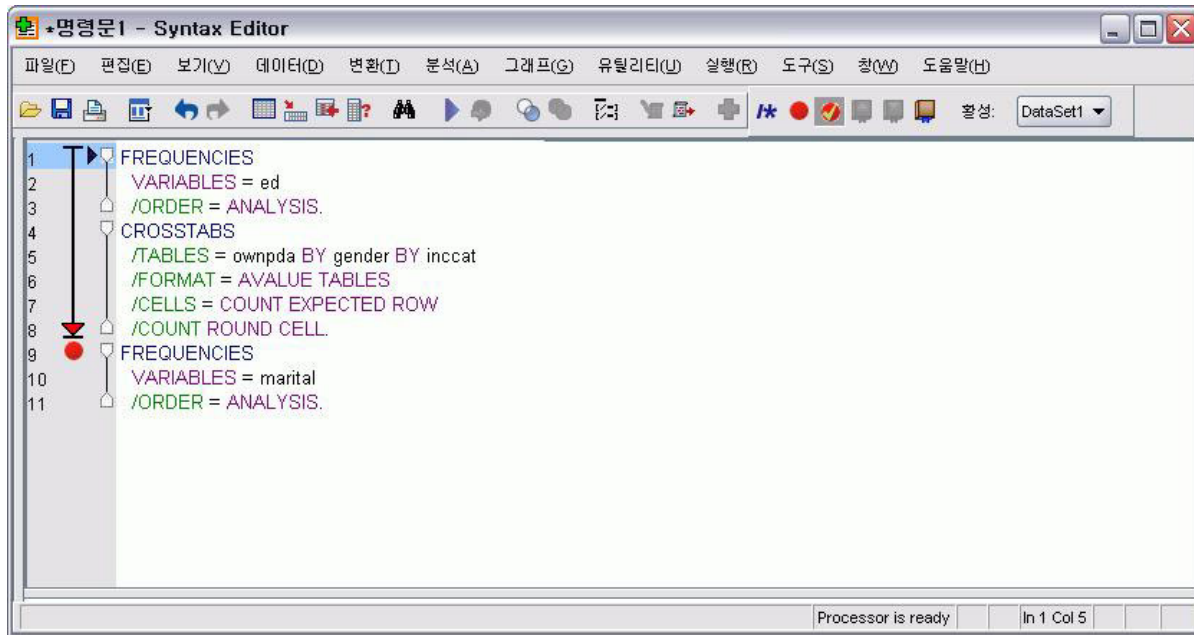 *명령문1 - Syntax Editor
파일(F) 편집(E) 보기(V) 데이터(D) 변환(T) 분석(A) 그래프(G) 유틸리티(U) 실행(R) 도구(S) 창(W) 도움말(H)
활성: DataSet1
1 FREQUENCIES
2 VARIABLES = ed
3 /ORDER = ANALYSIS.
4 CROSSTABS
5 /TABLES = ownpda BY gender BY inccat
6 /FORMAT = AVALUE TABLES
7 /CELLS = COUNT EXPECTED ROW
8 /COUNT ROUND CELL.
9 FREQUENCIES
10 VARIABLES = marital
11 /ORDER = ANALYSIS.
Processor is ready In 1 Col 5